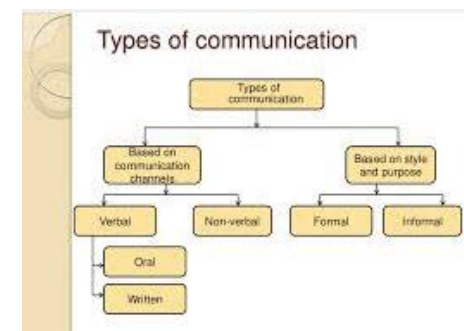 Types of communication
Types of
communication
Based on
communication
channels
Based on style
and purpose
Verbal
Non-verbal
Formal
Informal
Oral
Written